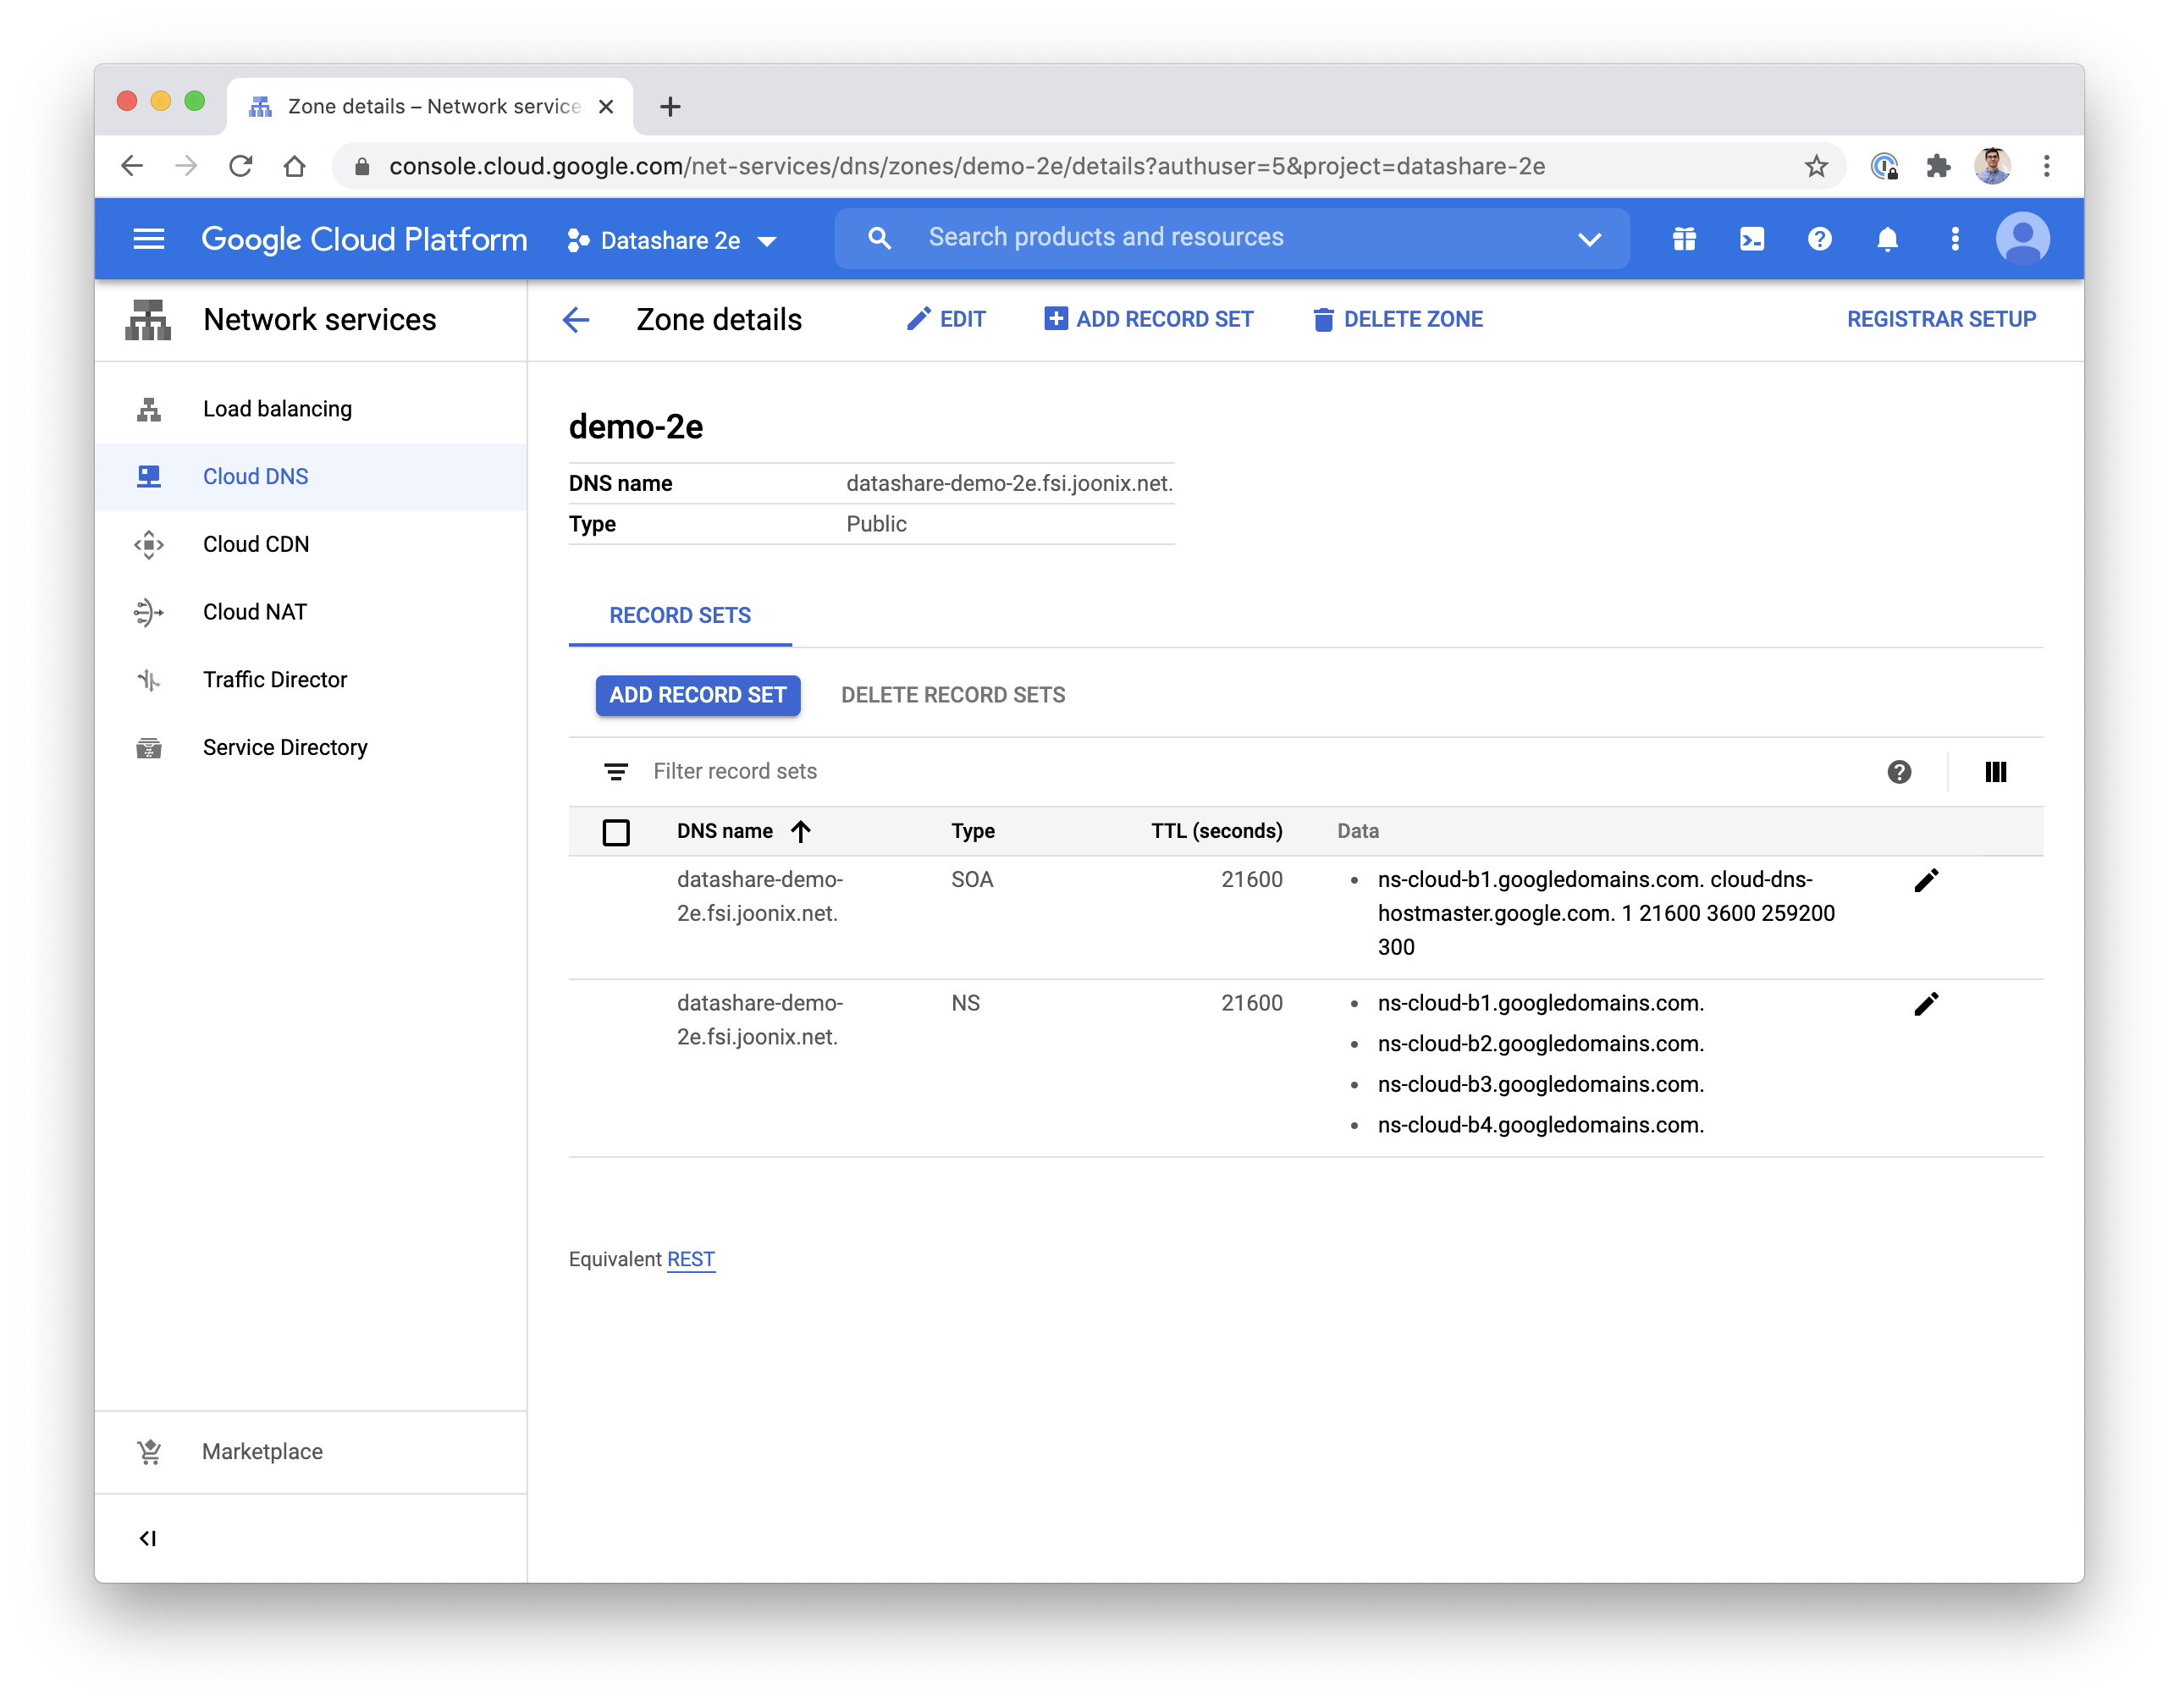 Zone details – Network service
console.cloud.google.com/net-services/dns/zones/demo-2e/details?authuser=5&project=datashare-2e
Google Cloud Platform
Datashare 2e
Search products and resources
Network services
Zone details
EDIT
ADD RECORD SET
DELETE ZONE
REGISTRAR SETUP
Load balancing
Cloud DNS
Cloud CDN
Cloud NAT
Traffic Director
Service Directory
Marketplace
demo-2e
DNS name datashare-demo-2e.fsi.joonix.net.
Type Public
RECORD SETS
ADD RECORD SET DELETE RECORD SETS
Filter record sets
DNS name Type TTL (seconds) Data
datashare-demo-
2e.fsi.joonix.net.
SOA
21600
• ns-cloud-b1.googledomains.com. cloud-dns-
hostmaster.google.com. 1 21600 3600 259200
300
datashare-demo-
2e.fsi.joonix.net.
NS
21600
• ns-cloud-b1.googledomains.com.
• ns-cloud-b2.googledomains.com.
• ns-cloud-b3.googledomains.com.
• ns-cloud-b4.googledomains.com.
Equivalent REST